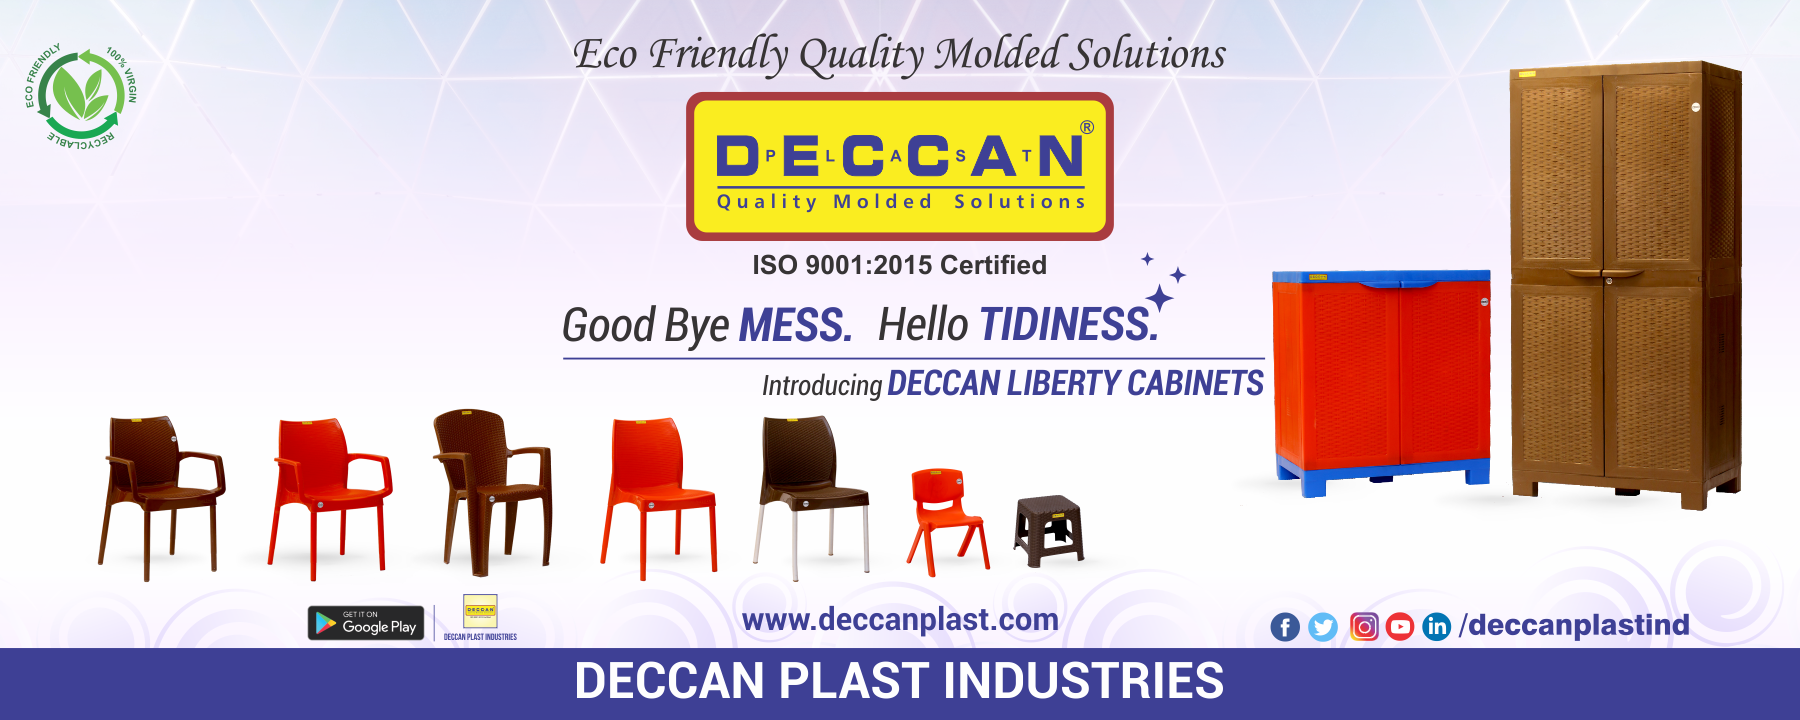 Eco Friendly Quality Molded Solutions
ECO FRIENDLY
100% VIRGIN
RECYCLABLE
DECCAN®
PLAST
Quality Molded Solutions
ISO 9001:2015 Certified
Good Bye MESS. Hello TIDINESS.
Introducing DECCAN LIBERTY CABINETS
GET IT ON
Google Play
DECCAN
DECCAN PLAST INDUSTRIES
www.deccanplast.com
/deccanplastind
DECCAN PLAST INDUSTRIES